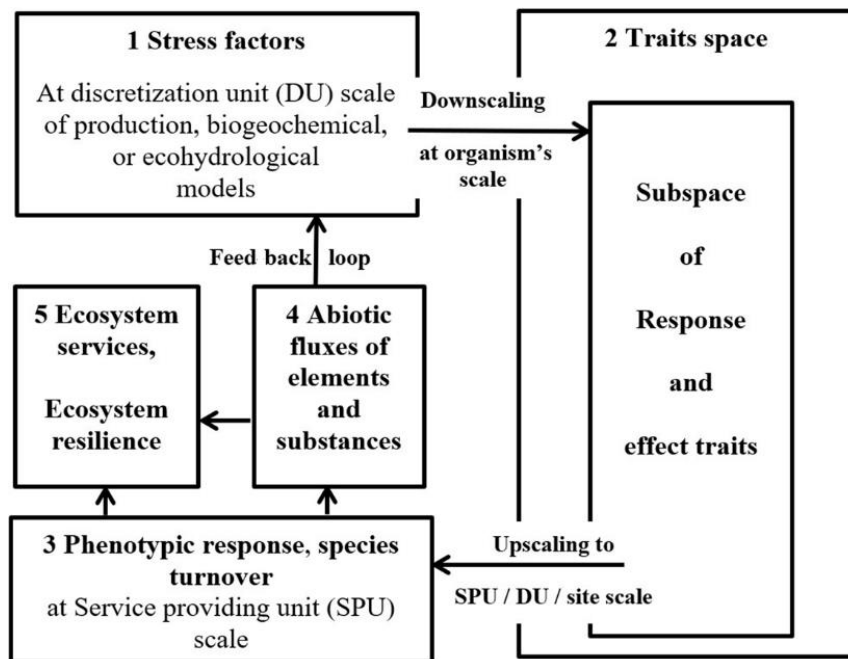 1 Stress factors
At discretization unit (DU) scale
of production, biogeochemical,
or ecohydrological
models
Downscaling
at organism's
scale
2 Traits space
Subspace
of
Response
and
effect traits
Feed back loop
5 Ecosystem
services,
Ecosystem
resilience
4 Abiotic
fluxes of
elements
and
substances
3 Phenotypic response, species
turnover
at Service providing unit (SPU)
scale
Upscaling to
SPU / DU / site scale